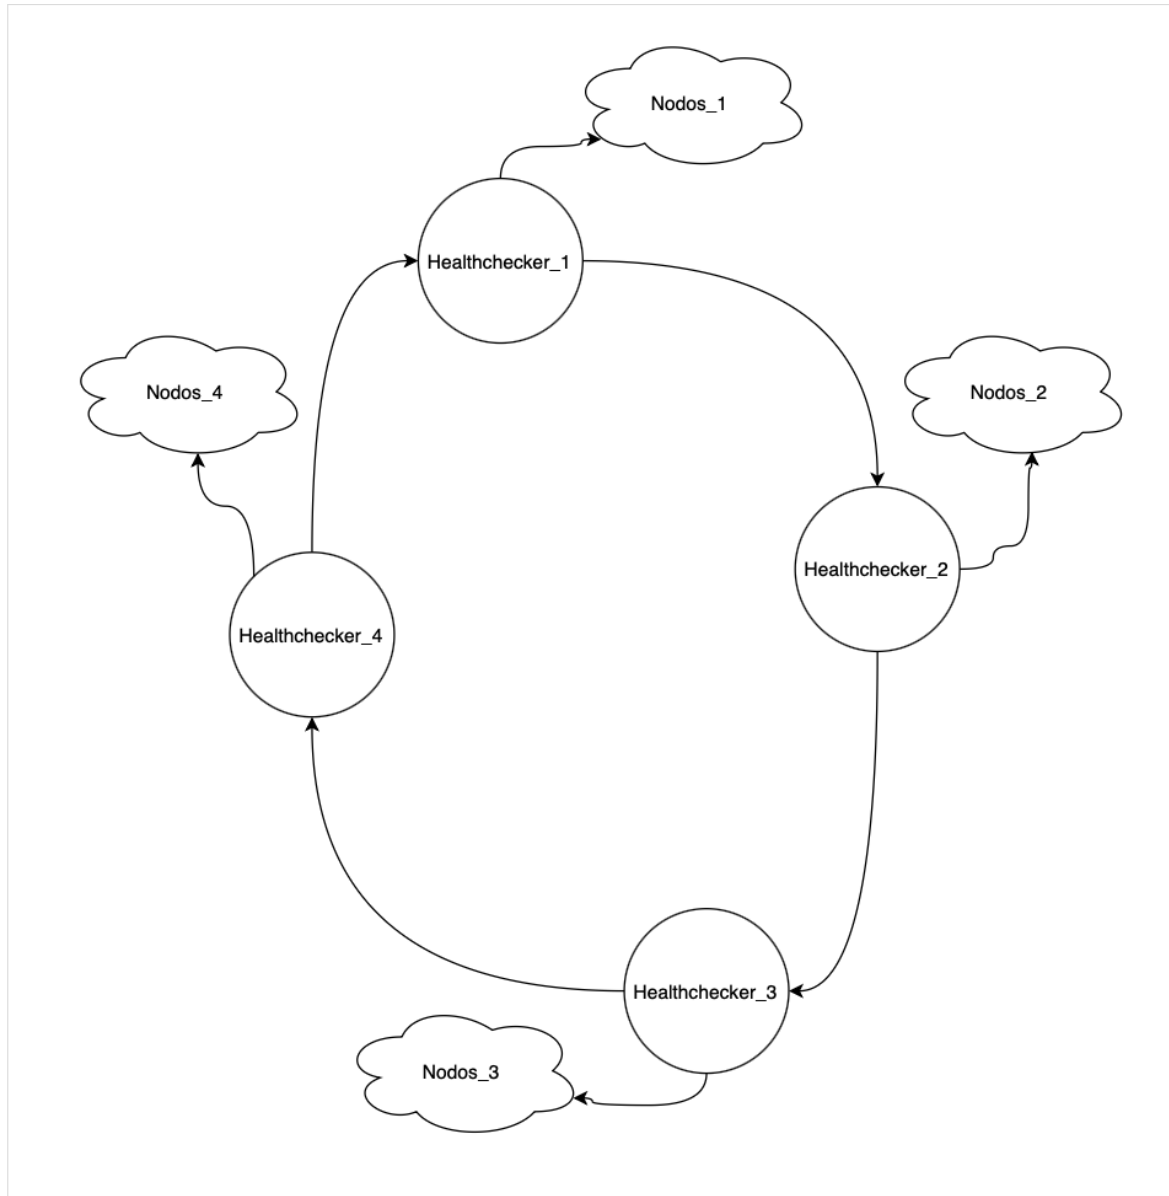 Nodos_1
Healthchecker_1
Nodos_4
Nodos_2
Healthchecker_2
Healthchecker_4
Healthchecker_3
Nodos_3